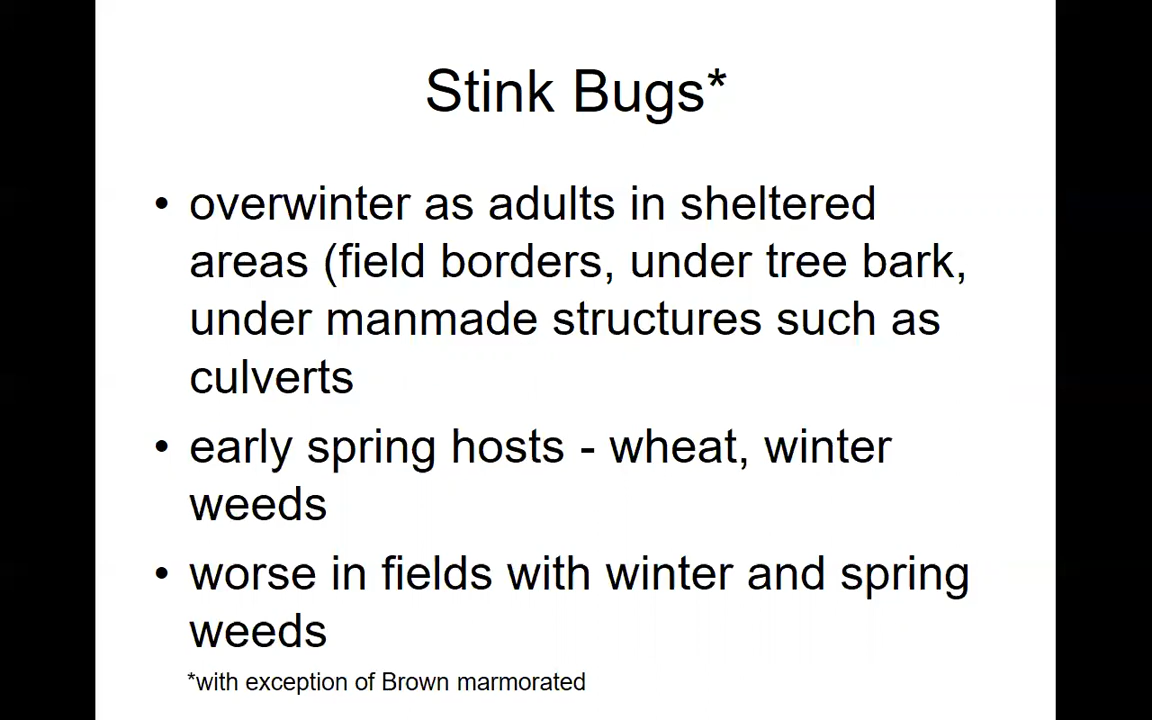 Stink Bugs*
• overwinter as adults in sheltered
areas (field borders, under tree bark,
under manmade structures such as
culverts
• early spring hosts - wheat, winter
weeds
• worse in fields with winter and spring
weeds
*with exception of Brown marmorated